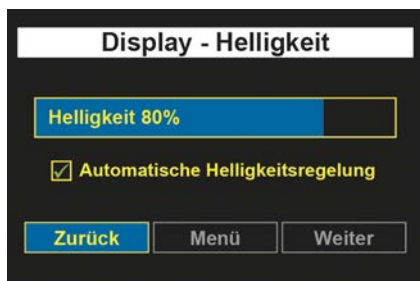 Display - Helligkeit
Helligkeit 80%
Automatische Helligkeitsregelung
Zurück Menü Weiter